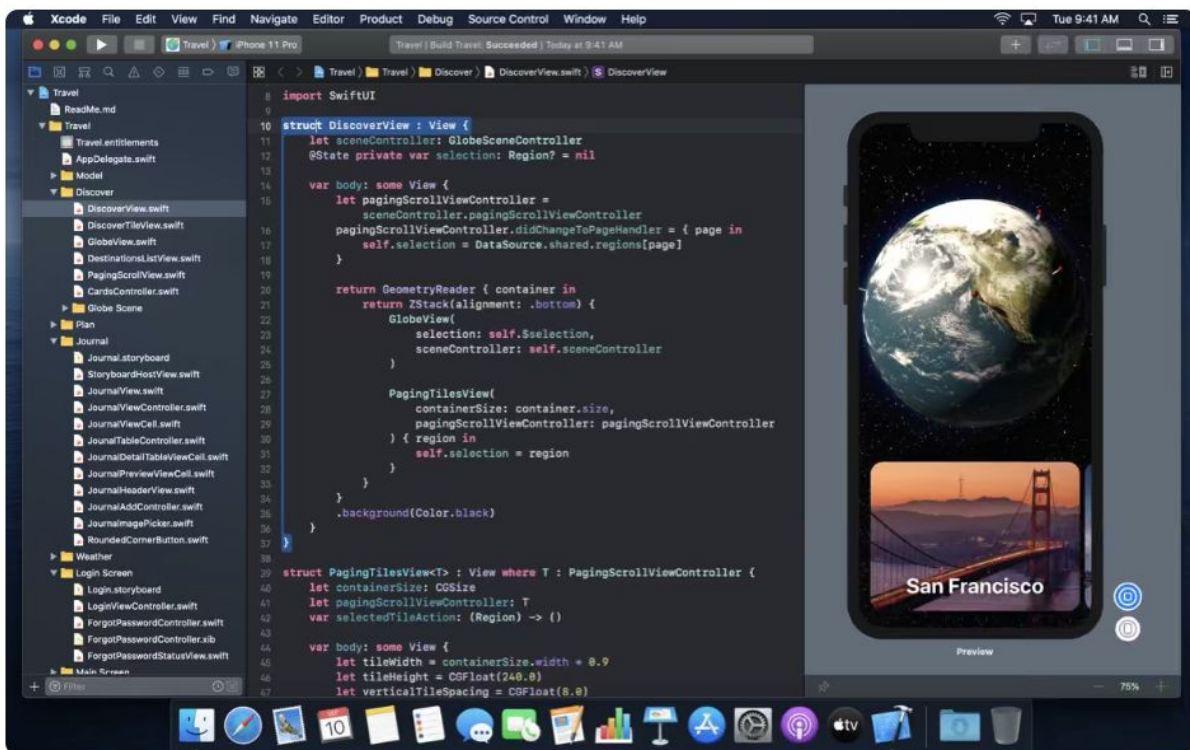 Xcode File Edit View Find Navigate Editor Product Debug Source Control Window Help
Tue 9:41 AM
Travel 〉 iPhone 11 Pro
Travel | Build Travel: Succeeded | Today at 9:41 AM
Travel 〉 Travel 〉 Discover 〉 DiscoverView.swift 〉 S DiscoverView
Travel
ReadMe.md
Travel
Travel.entitlements
AppDelegate.swift
Model
Discover
DiscoverView.swift
DiscoverTileView.swift
GlobeView.swift
DestinationsListView.swift
PagingScrollView.swift
CardsController.swift
Globe Scene
Plan
Journal
Journal.storyboard
StoryboardHostView.swift
JournalView.swift
JournalViewController.swift
JournalViewCell.swift
JounalTableController.swift
JournalDetailTableViewCell.swift
JournalPreviewViewCell.swift
JournalHeaderView.swift
JournalAddController.swift
JournalmagePicker.swift
RoundedCornerButton.swift
Weather
Login Screen
Login.storyboard
LoginViewController.swift
ForgotPasswordController.swift
ForgotPasswordController.xib
ForgotPasswordStatusView.swift
Main Screen
Filter
8 import SwiftUI
9
10 struct DiscoverView : View {
11 let sceneController: GlobeSceneController
12 @State private var selection: Region? = nil
13
14 var body: some View {
15 let pagingScrollViewController =
sceneController.pagingScrollViewController
16 pagingScrollViewController.didChangeToPageHandler = { page in
17 self.selection = DataSource.shared.regions[page]
18 }
19
20 return GeometryReader { container in
21 return ZStack(alignment: .bottom) {
22 GlobeView(
23 selection: self.$selection,
24 sceneController: self.sceneController
25 )
26
27 PagingTilesView(
28 containerSize: container.size,
29 pagingScrollViewController: pagingScrollViewController
30 ) { region in
31 self.selection = region
32 }
33 }
34 }
35 .background(Color.black)
36 }
37 }
38
39 struct PagingTilesView<T> : View where T : PagingScrollViewController {
40 let containerSize: CGSize
41 let pagingScrollViewController: T
42 var selectedTileAction: (Region) -> ()
43
44 var body: some View {
45 let tileWidth = containerSize.width * 0.9
46 let tileHeight = CGFloat(240.0)
47 let verticalTileSpacing = CGFloat(8.0)
San Francisco
Preview
75%
10
tv